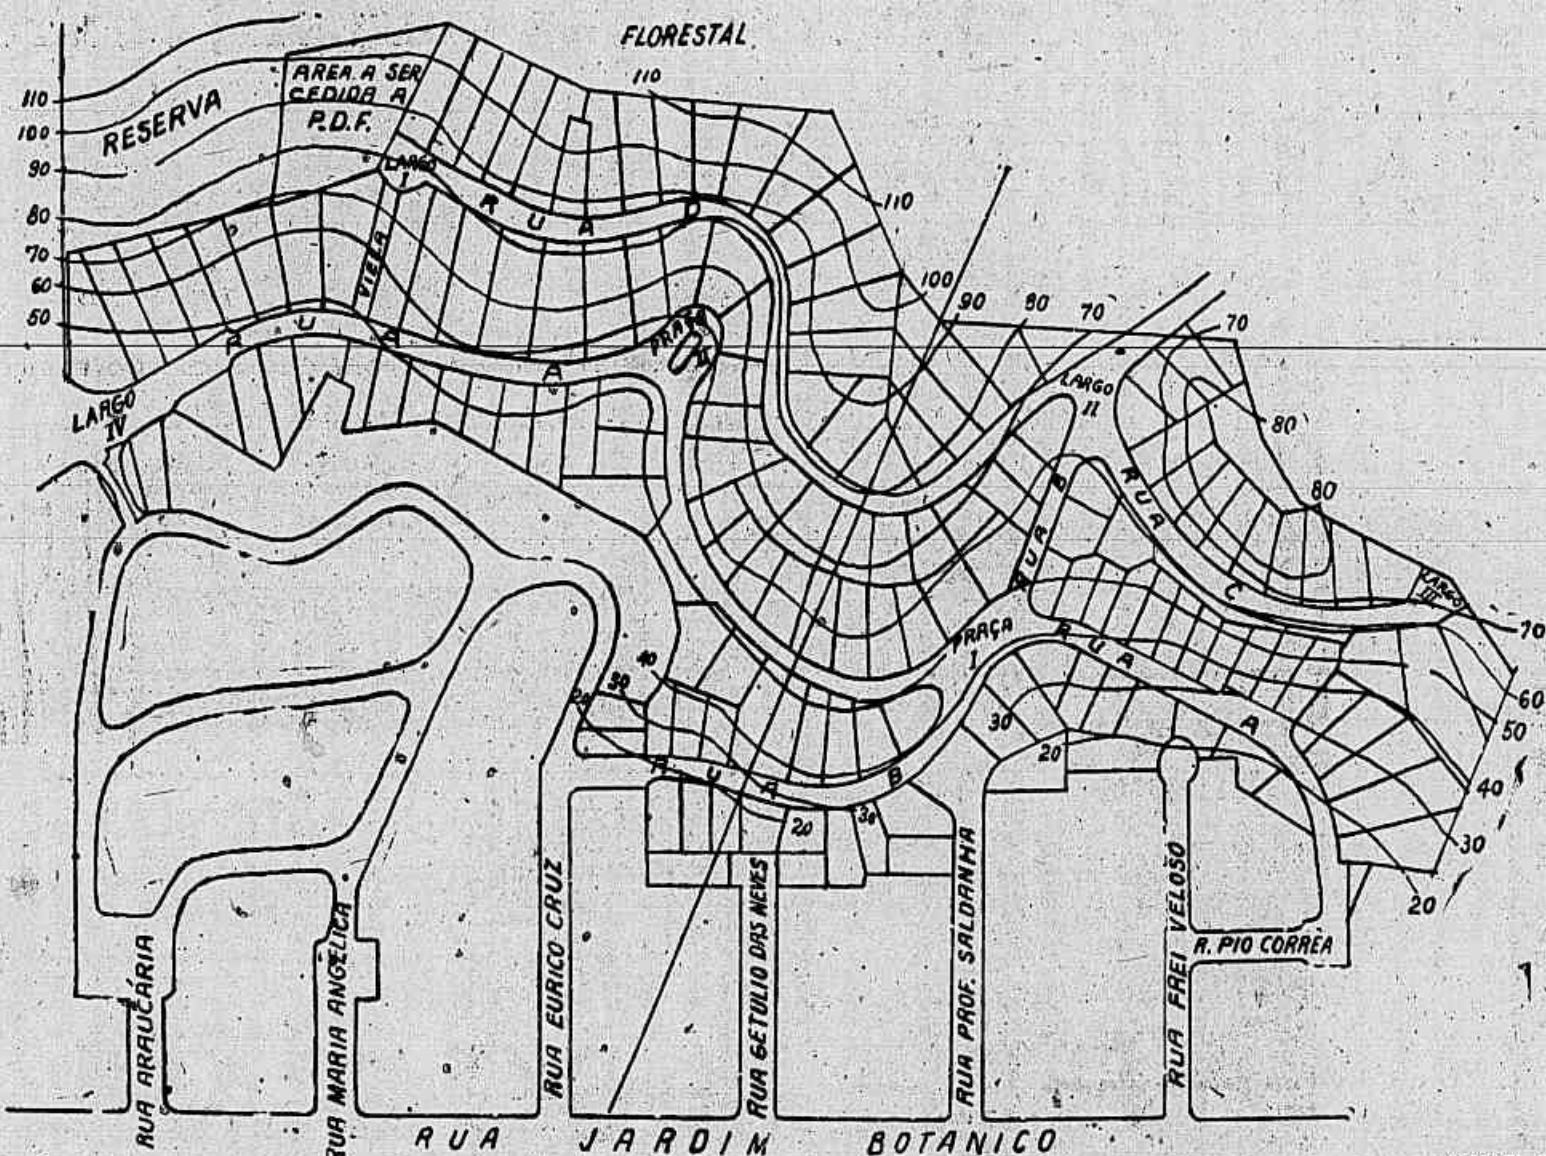 FLORESTAL
110
AREA A SER
CEDIDA A
P.D.F.
RESERVA
110
100
90
80
70
60
50
LARGO
I
RUA D
VIELA
110
100
90
80
70
70
RUA A
PRAÇA
II
LARGO
II
LARGO
IV
80
80
RUA B
RUA C
LARGO
III
70
PRAÇA
I
RUA A
60
50
40
30
20
40
30
30
20
RUA B
20
30
R. PIO CORREA
RUA ARAUCÁRIA
RUA MARIA ANGÉLICA
RUA EURICO CRUZ
RUA GETULIO DAS NEVES
RUA PROF. SALDANHA
RUA FREI VELOSO
RUA JARDIM BOTANICO